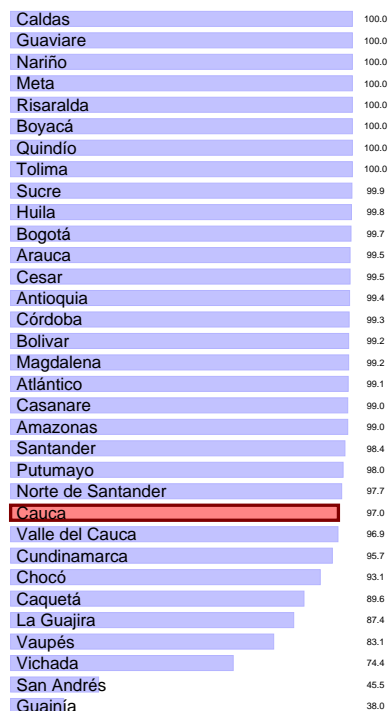 Caldas 100.0
Guaviare 100.0
Nariño 100.0
Meta 100.0
Risaralda 100.0
Boyacá 100.0
Quindío 100.0
Tolima 100.0
Sucre 99.9
Huila 99.8
Bogotá 99.7
Arauca 99.5
Cesar 99.5
Antioquia 99.4
Córdoba 99.3
Bolivar 99.2
Magdalena 99.2
Atlántico 99.1
Casanare 99.0
Amazonas 99.0
Santander 98.4
Putumayo 98.0
Norte de Santander 97.7
Cauca 97.0
Valle del Cauca 96.9
Cundinamarca 95.7
Chocó 93.1
Caquetá 89.6
La Guajira 87.4
Vaupés 83.1
Vichada 74.4
San Andrés 45.5
Guainía 38.0